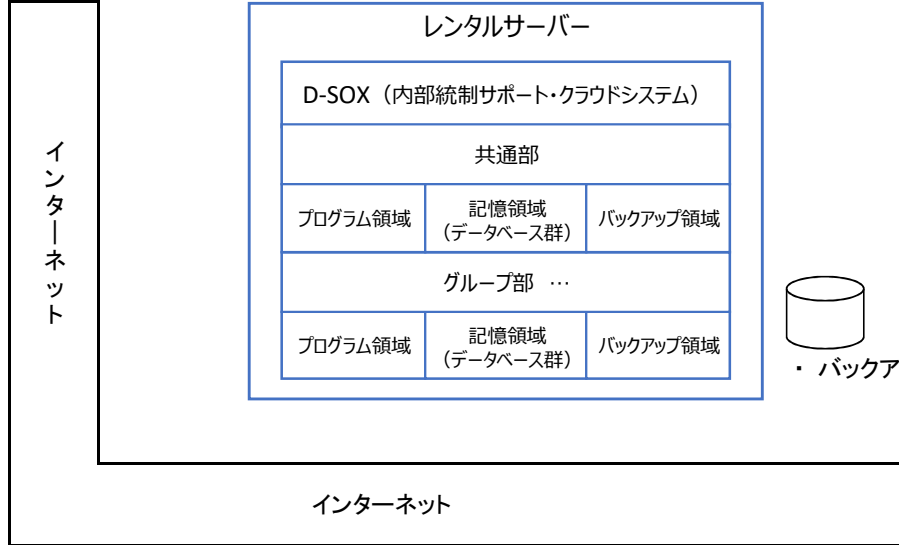 レンタルサーバー
D-SOX（内部統制サポート・クラウドシステム）
共通部
プログラム領域
記憶領域
（データベース群）
バックアップ領域
グループ部 …
プログラム領域
記憶領域
（データベース群）
バックアップ領域
インターネット
・ バックア
インターネット